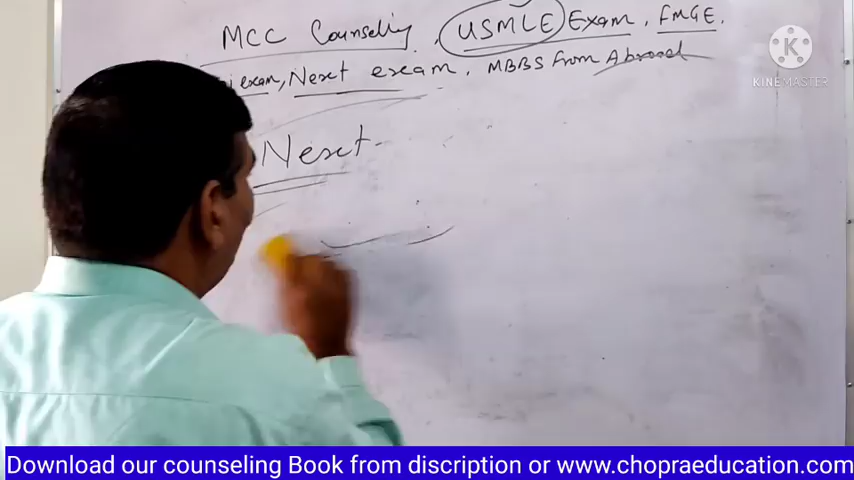 MCC Counseling, USMLE Exam, FMGE.
exam, Nexst exam. MBBS from Abroad
Nexst
KINEMASTER
Download our counseling Book from discription or www.chopraeducation.com